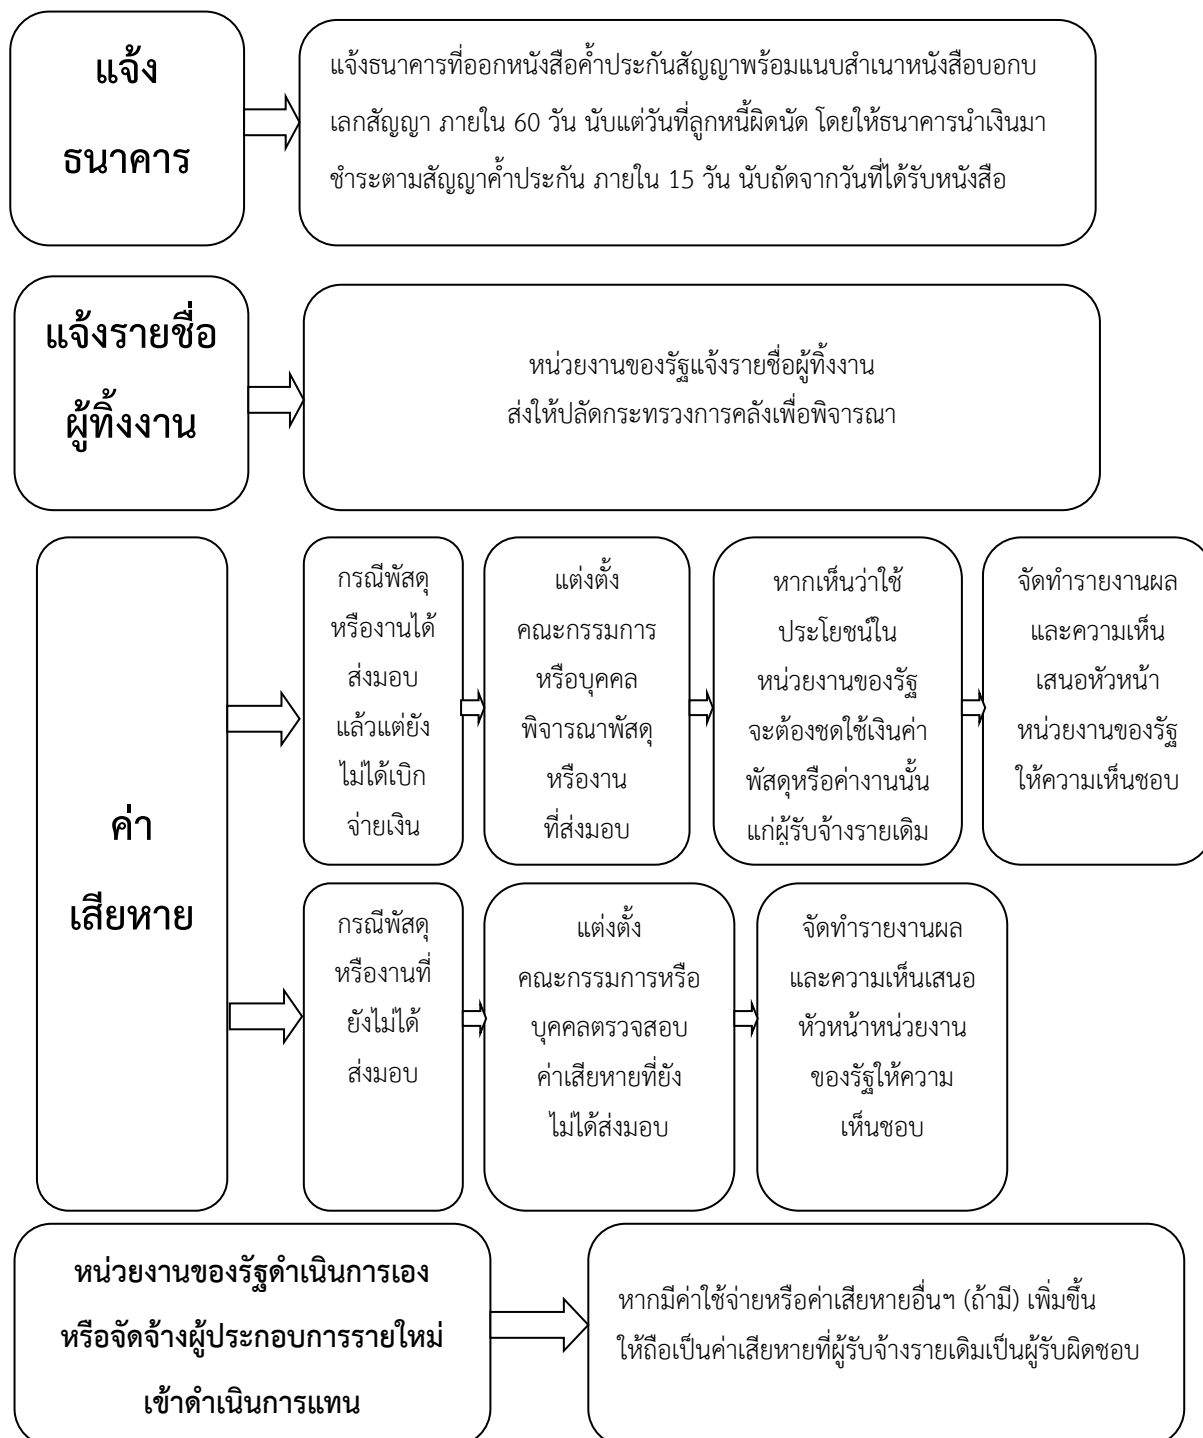 แจ้ง
ธนาคาร
แจ้งธนาคารที่ออกหนังสือค้ำประกันสัญญาพร้อมแนบสำเนาหนังสือบอกบ
เลกสัญญา ภายใน 60 วัน นับแต่วันที่ลูกหนี้ผิดนัด โดยให้ธนาคารนำเงินมา
ชำระตามสัญญาค้ำประกัน ภายใน 15 วัน นับถัดจากวันที่ได้รับหนังสือ
แจ้งรายชื่อ
ผู้ทิ้งงาน
หน่วยงานของรัฐแจ้งรายชื่อผู้ทิ้งงาน
ส่งให้ปลัดกระทรวงการคลังเพื่อพิจารณา
ค่า
เสียหาย
กรณีพัสดุ
หรืองานได้
ส่งมอบ
แล้วแต่ยัง
ไม่ได้เบิก
จ่ายเงิน
แต่งตั้ง
คณะกรรมการ
หรือบุคคล
พิจารณาพัสดุ
หรืองาน
ที่ส่งมอบ
หากเห็นว่าใช้
ประโยชน์ใน
หน่วยงานของรัฐ
จะต้องชดใช้เงินค่า
พัสดุหรือค่างานนั้น
แก่ผู้รับจ้างรายเดิม
จัดทำรายงานผล
และความเห็น
เสนอหัวหน้า
หน่วยงานของรัฐ
ให้ความเห็นชอบ
กรณีพัสดุ
หรืองานที่
ยังไม่ได้
ส่งมอบ
แต่งตั้ง
คณะกรรมการหรือ
บุคคลตรวจสอบ
ค่าเสียหายที่ยัง
ไม่ได้ส่งมอบ
จัดทำรายงานผล
และความเห็นเสนอ
หัวหน้าหน่วยงาน
ของรัฐให้ความ
เห็นชอบ
หน่วยงานของรัฐดำเนินการเอง
หรือจัดจ้างผู้ประกอบการรายใหม่
เข้าดำเนินการแทน
หากมีค่าใช้จ่ายหรือค่าเสียหายอื่นๆ (ถ้ามี) เพิ่มขึ้น
ให้ถือเป็นค่าเสียหายที่ผู้รับจ้างรายเดิมเป็นผู้รับผิดชอบ